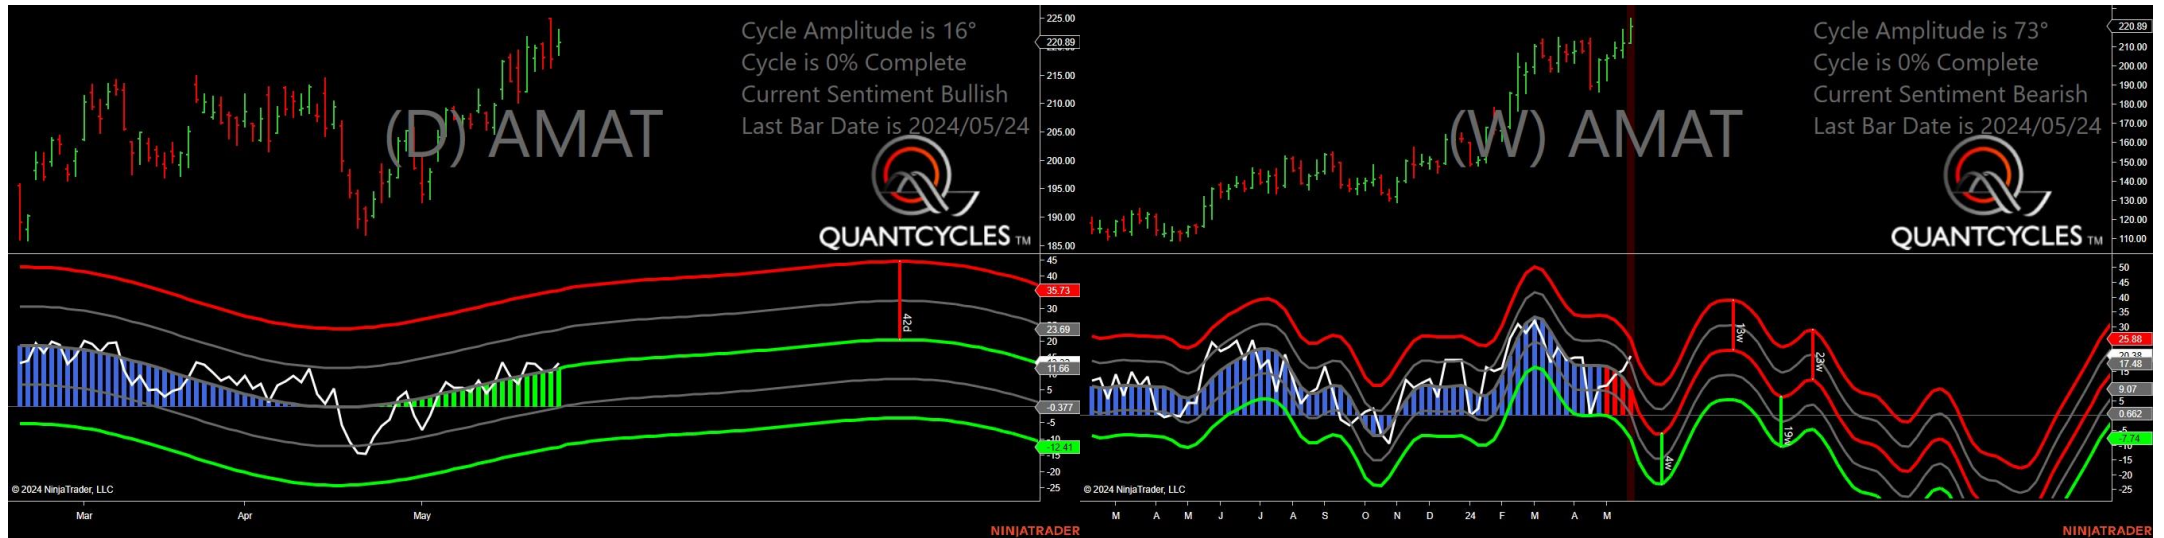 Cycle Amplitude is 16°
Cycle is 0% Complete
Current Sentiment Bullish
Last Bar Date is 2024/05/24
(D) AMAT
QUANTCYCLES TM
225.00
220.89
215.00
210.00
205.00
200.00
195.00
190.00
185.00
45
40
35.73
30
23.69
20
11.66
5
-0.377
-5
-12.41
-15
-20
-25
42d
© 2024 NinjaTrader, LLC
Mar Apr May
NINJATRADER
Cycle Amplitude is 73°
Cycle is 0% Complete
Current Sentiment Bearish
Last Bar Date is 2024/05/24
(W) AMAT
QUANTCYCLES TM
220.89
210.00
200.00
190.00
180.00
170.00
160.00
150.00
140.00
130.00
120.00
110.00
50
45
40
35
30
25.88
20.38
17.48
15
9.07
5
0.662
-7.74
-15
-20
-25
13w
23w
19w
4w
© 2024 NinjaTrader, LLC
M A M J J A S O N D 24 F M A M
NINJATRADER